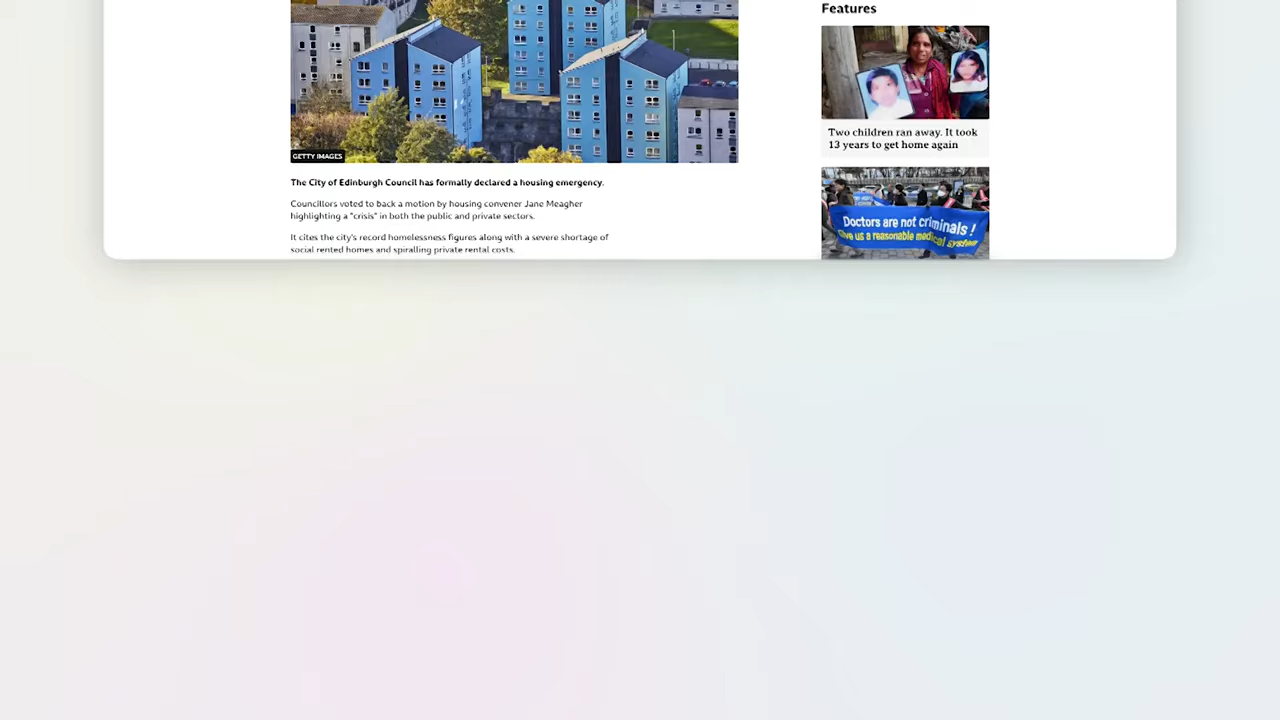 GETTY IMAGES
The City of Edinburgh Council has formally declared a housing emergency.
Councillors voted to back a motion by housing convener Jane Meagher
highlighting a "crisis" in both the public and private sectors.
It cites the city's record homelessness figures along with a severe shortage of
social rented homes and spiralling private rental costs.
Features
Two children ran away. It took
13 years to get home again
Doctors are not criminals !
Give us a reasonable medical system